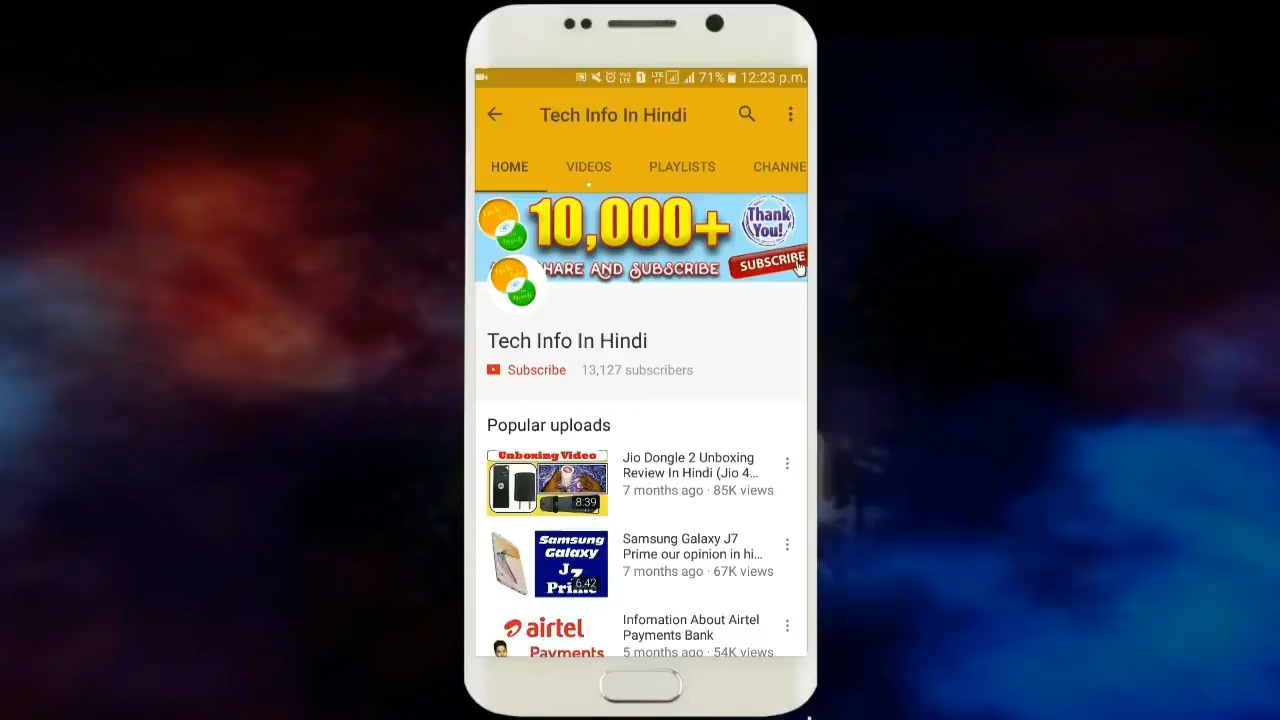 VoLTE LTE 71% 12:23 p.m.
Tech Info In Hindi
HOME VIDEOS PLAYLISTS CHANNE
10,000+
Thank You!
HARE AND SUBSCRIBE
SUBSCRIBE
Tech Info In Hindi
Subscribe 13,127 subscribers
Popular uploads
Unboxing Video
8:39
Jio Dongle 2 Unboxing
Review In Hindi (Jio 4...
7 months ago · 85K views
Samsung
Galaxy
J7
Prime
6:42
Samsung Galaxy J7
Prime our opinion in hi...
7 months ago · 67K views
airtel
Payments
Infomation About Airtel
Payments Bank
5 months ago · 54K views